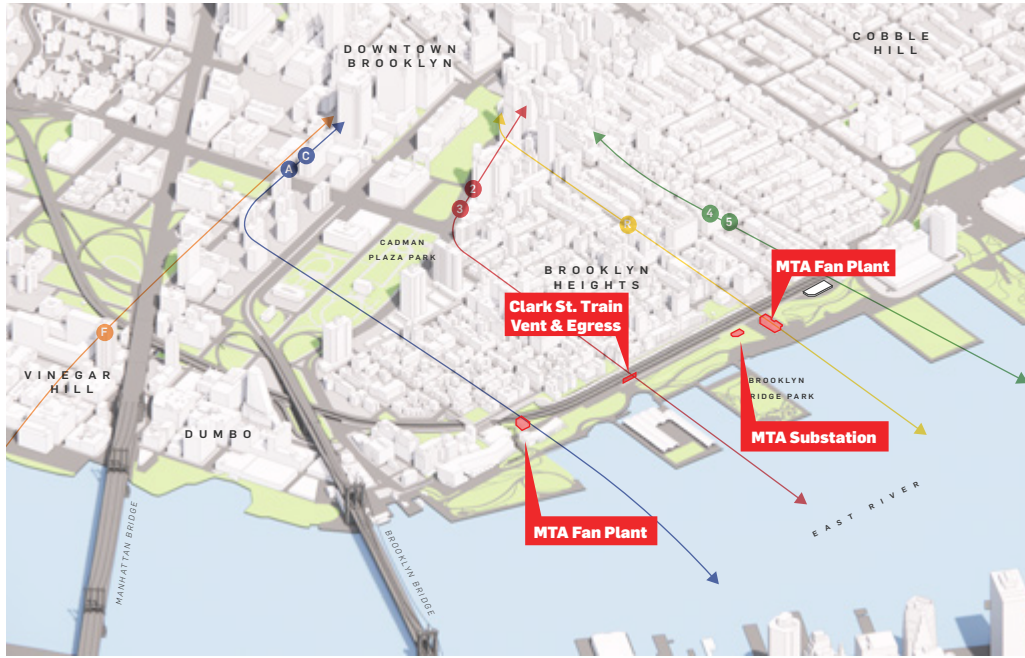 DOWNTOWN
BROOKLYN
COBBLE
HILL
A
C
2
3
4
5
CADMAN
PLAZA PARK
BROOKLYN
HEIGHTS
MTA Fan Plant
Clark St. Train
Vent & Egress
F
VINEGAR
HILL
BROOKLYN
RIDGE PARK
DUMBO
MTA Substation
MTA Fan Plant
EAST RIVER
MANHATTAN BRIDGE
BROOKLYN BRIDGE